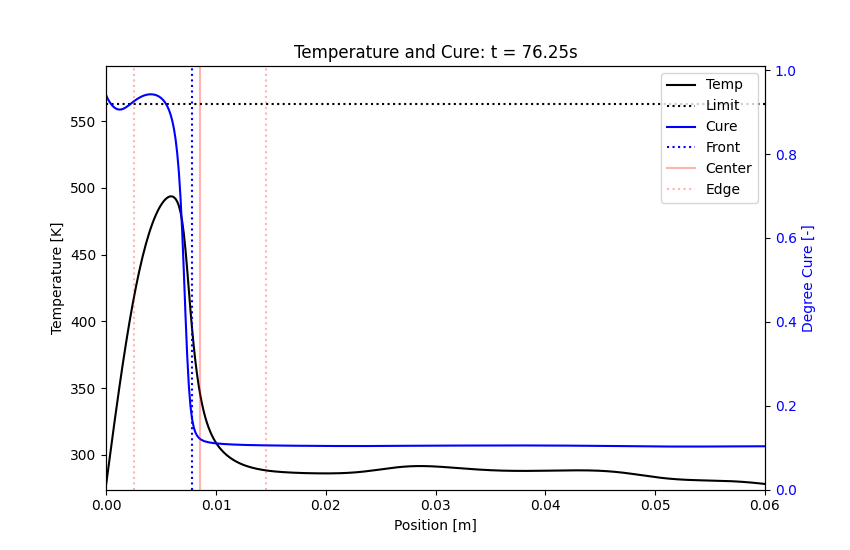 Temperature and Cure: t = 76.25s
Temperature [K]
550
500
450
400
350
300
0.00
0.01
0.02
0.03
0.04
0.05
0.06
Position [m]
1.0
0.8
0.6
0.4
0.2
0.0
Degree Cure [-]
Temp
Limit
Cure
Front
Center
Edge